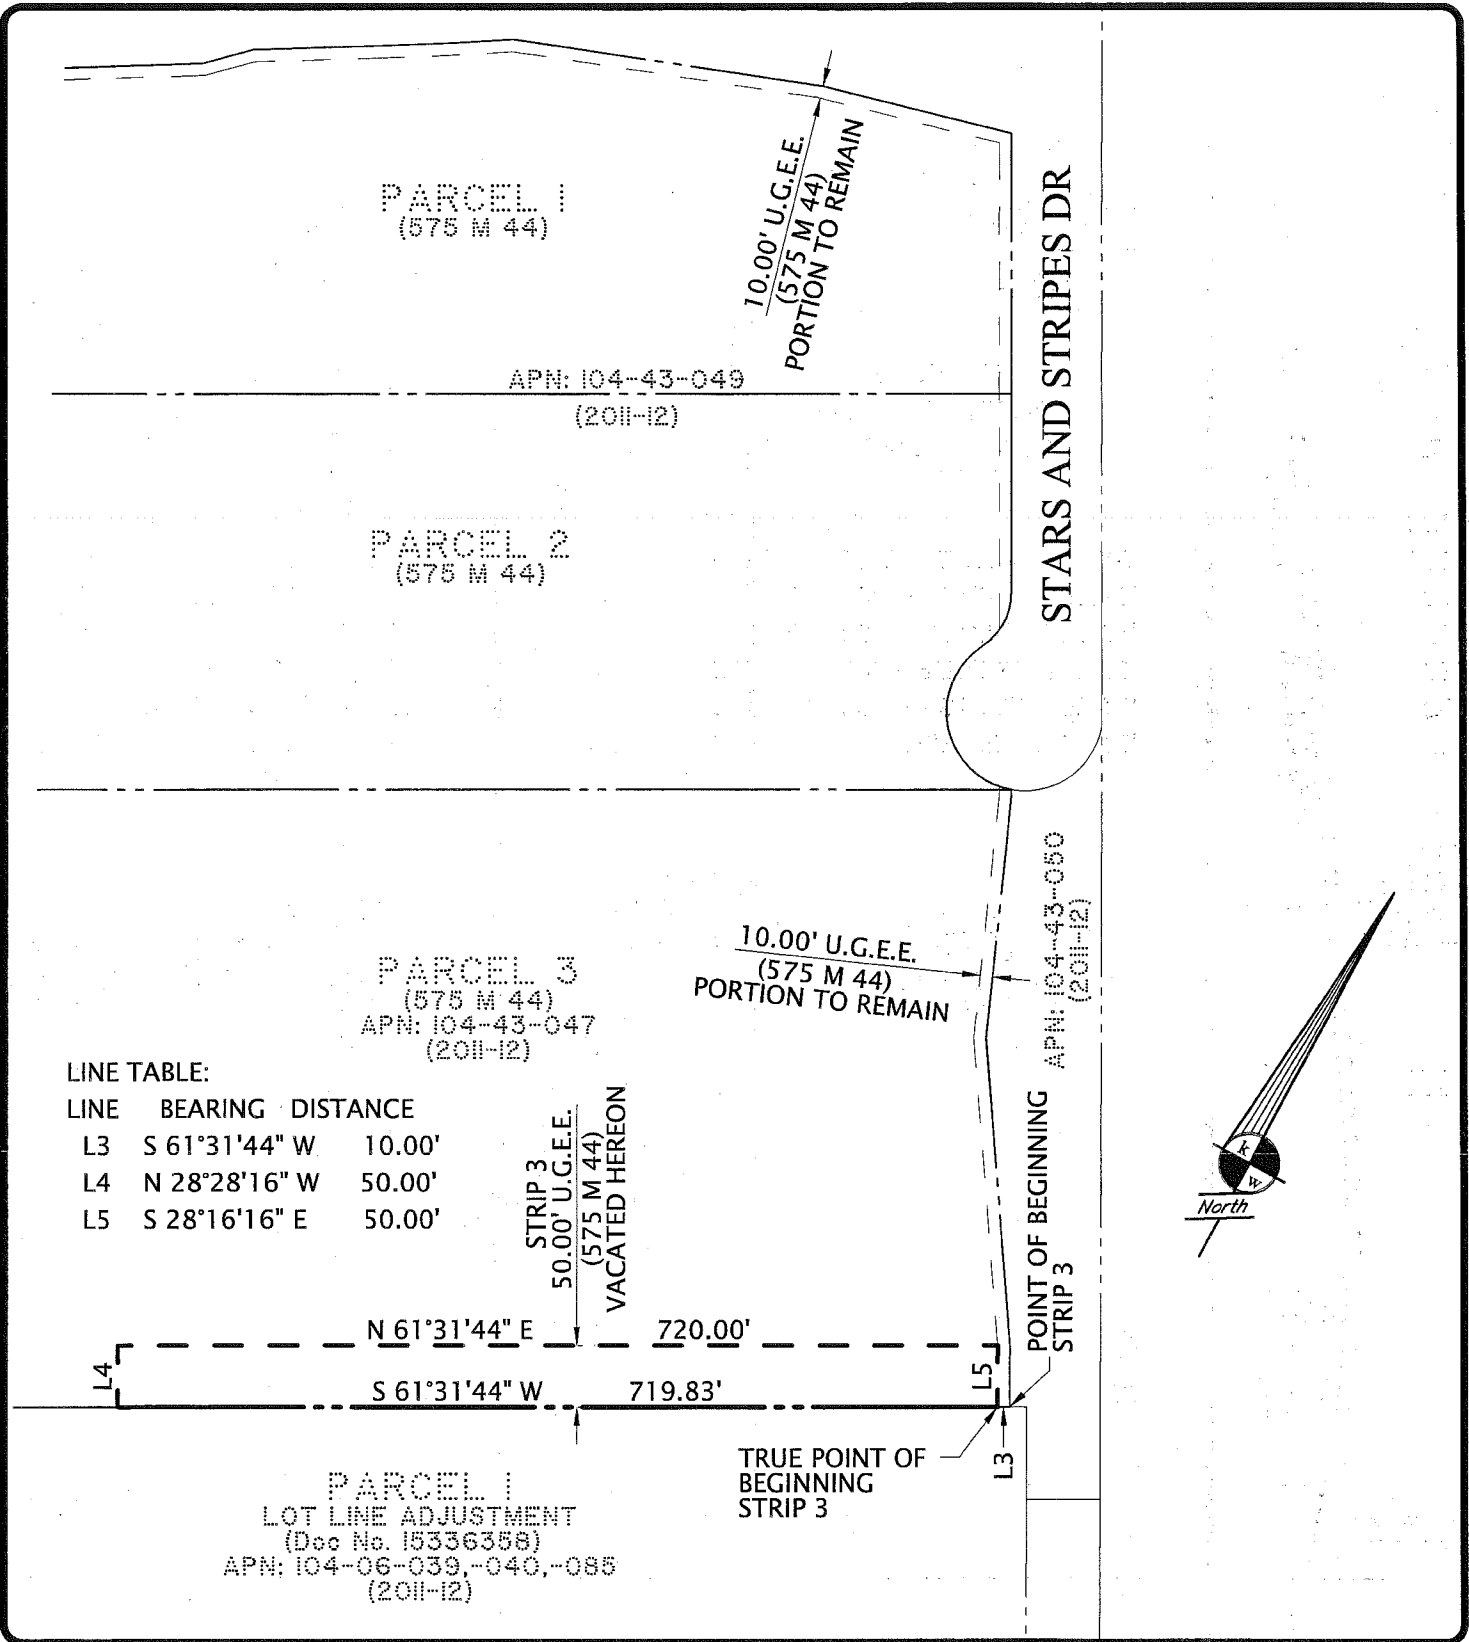 PARCEL 1
(575 M 44)
10.00' U.G.E.E.
(575 M 44)
PORTION TO REMAIN
STARS AND STRIPES DR
APN: 104-43-049
(2011-12)
PARCEL 2
(575 M 44)
APN: 104-43-050
(2011-12)
10.00' U.G.E.E.
(575 M 44)
PORTION TO REMAIN
PARCEL 3
(575 M 44)
APN: 104-43-047
(2011-12)
LINE TABLE:
LINE BEARING DISTANCE
L3 S 61°31'44" W 10.00'
L4 N 28°28'16" W 50.00'
L5 S 28°16'16" E 50.00'
STRIP 3
50.00' U.G.E.E.
(575 M 44)
VACATED HEREON
POINT OF BEGINNING
STRIP 3
k
w
North
N 61°31'44" E 720.00'
L4
L5
S 61°31'44" W 719.83'
L3
TRUE POINT OF
BEGINNING
STRIP 3
PARCEL 1
LOT LINE ADJUSTMENT
(Doc No. 15336358)
APN: 104-06-039,-040,-085
(2011-12)